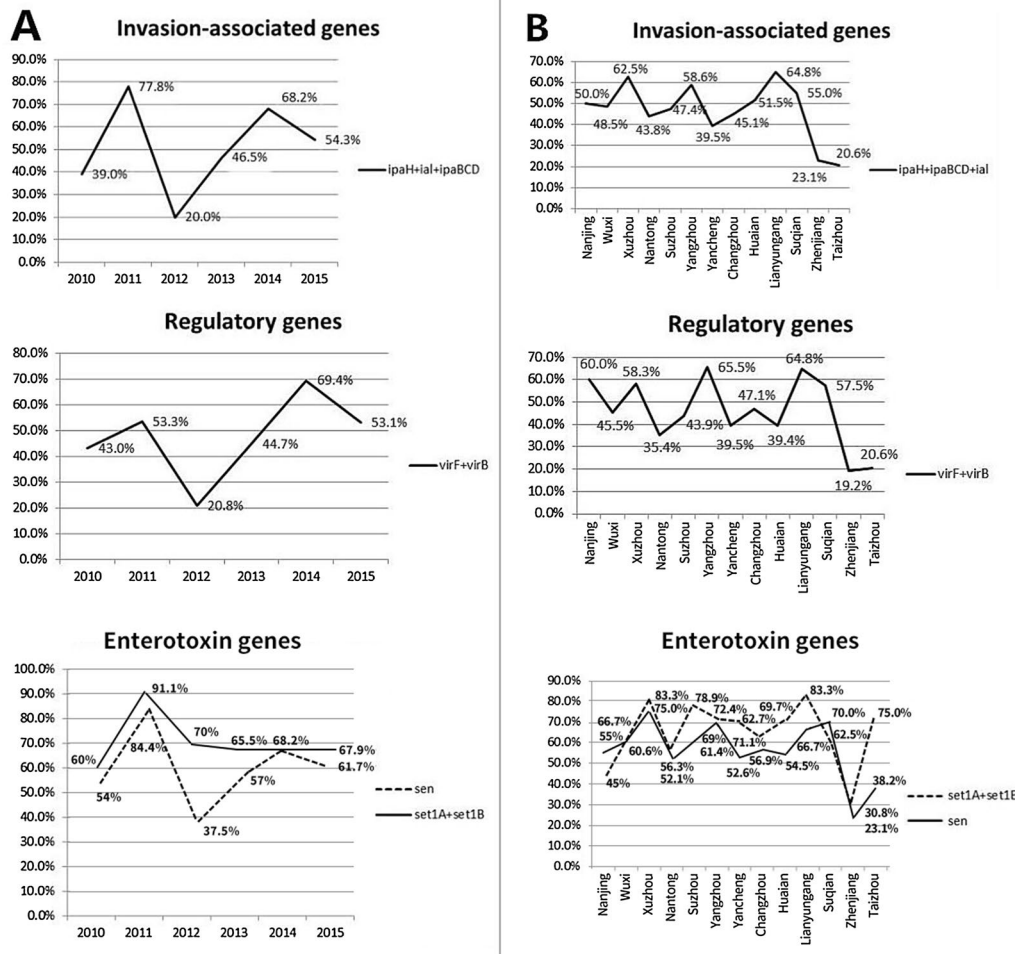 A
Invasion-associated genes
90.0%
80.0%
70.0%
60.0%
50.0%
40.0%
30.0%
20.0%
10.0%
0.0%
39.0%
77.8%
20.0%
46.5%
68.2%
54.3%
ipaH+ial+ipaBCD
2010 2011 2012 2013 2014 2015
Regulatory genes
80.0%
70.0%
60.0%
50.0%
40.0%
30.0%
20.0%
10.0%
0.0%
43.0%
53.3%
20.8%
44.7%
69.4%
53.1%
virF+virB
2010 2011 2012 2013 2014 2015
Enterotoxin genes
100.0%
90.0%
80.0%
70.0%
60.0%
50.0%
40.0%
30.0%
20.0%
10.0%
0.0%
60%
91.1%
70%
65.5%
68.2%
67.9%
54%
84.4%
37.5%
57%
61.7%
sen
set1A+set1B
2010 2011 2012 2013 2014 2015
B
Invasion-associated genes
70.0%
60.0%
50.0%
40.0%
30.0%
20.0%
10.0%
0.0%
50.0%
48.5%
62.5%
43.8%
47.4%
58.6%
39.5%
45.1%
51.5%
64.8%
55.0%
23.1%
20.6%
ipaH+ipaBCD+ial
Nanjing
Wuxi
Xuzhou
Nantong
Suzhou
Yangzhou
Yancheng
Changzhou
Huaian
Lianyungang
Suqian
Zhenjiang
Taizhou
Regulatory genes
70.0%
60.0%
50.0%
40.0%
30.0%
20.0%
10.0%
0.0%
60.0%
45.5%
58.3%
35.4%
43.9%
65.5%
39.5%
47.1%
39.4%
64.8%
57.5%
19.2%
20.6%
virF+virB
Nanjing
Wuxi
Xuzhou
Nantong
Suzhou
Yangzhou
Yancheng
Changzhou
Huaian
Lianyungang
Suqian
Zhenjiang
Taizhou
Enterotoxin genes
90.0%
80.0%
70.0%
60.0%
50.0%
40.0%
30.0%
20.0%
10.0%
0.0%
66.7%
55%
45%
60.6%
83.3%
75.0%
56.3%
52.1%
78.9%
61.4%
72.4%
69%
71.1%
52.6%
62.7%
56.9%
69.7%
54.5%
83.3%
66.7%
70.0%
62.5%
30.8%
23.1%
75.0%
38.2%
set1A+set1B
sen
Nanjing
Wuxi
Xuzhou
Nantong
Suzhou
Yangzhou
Yancheng
Changzhou
Huaian
Lianyungang
Suqian
Zhenjiang
Taizhou